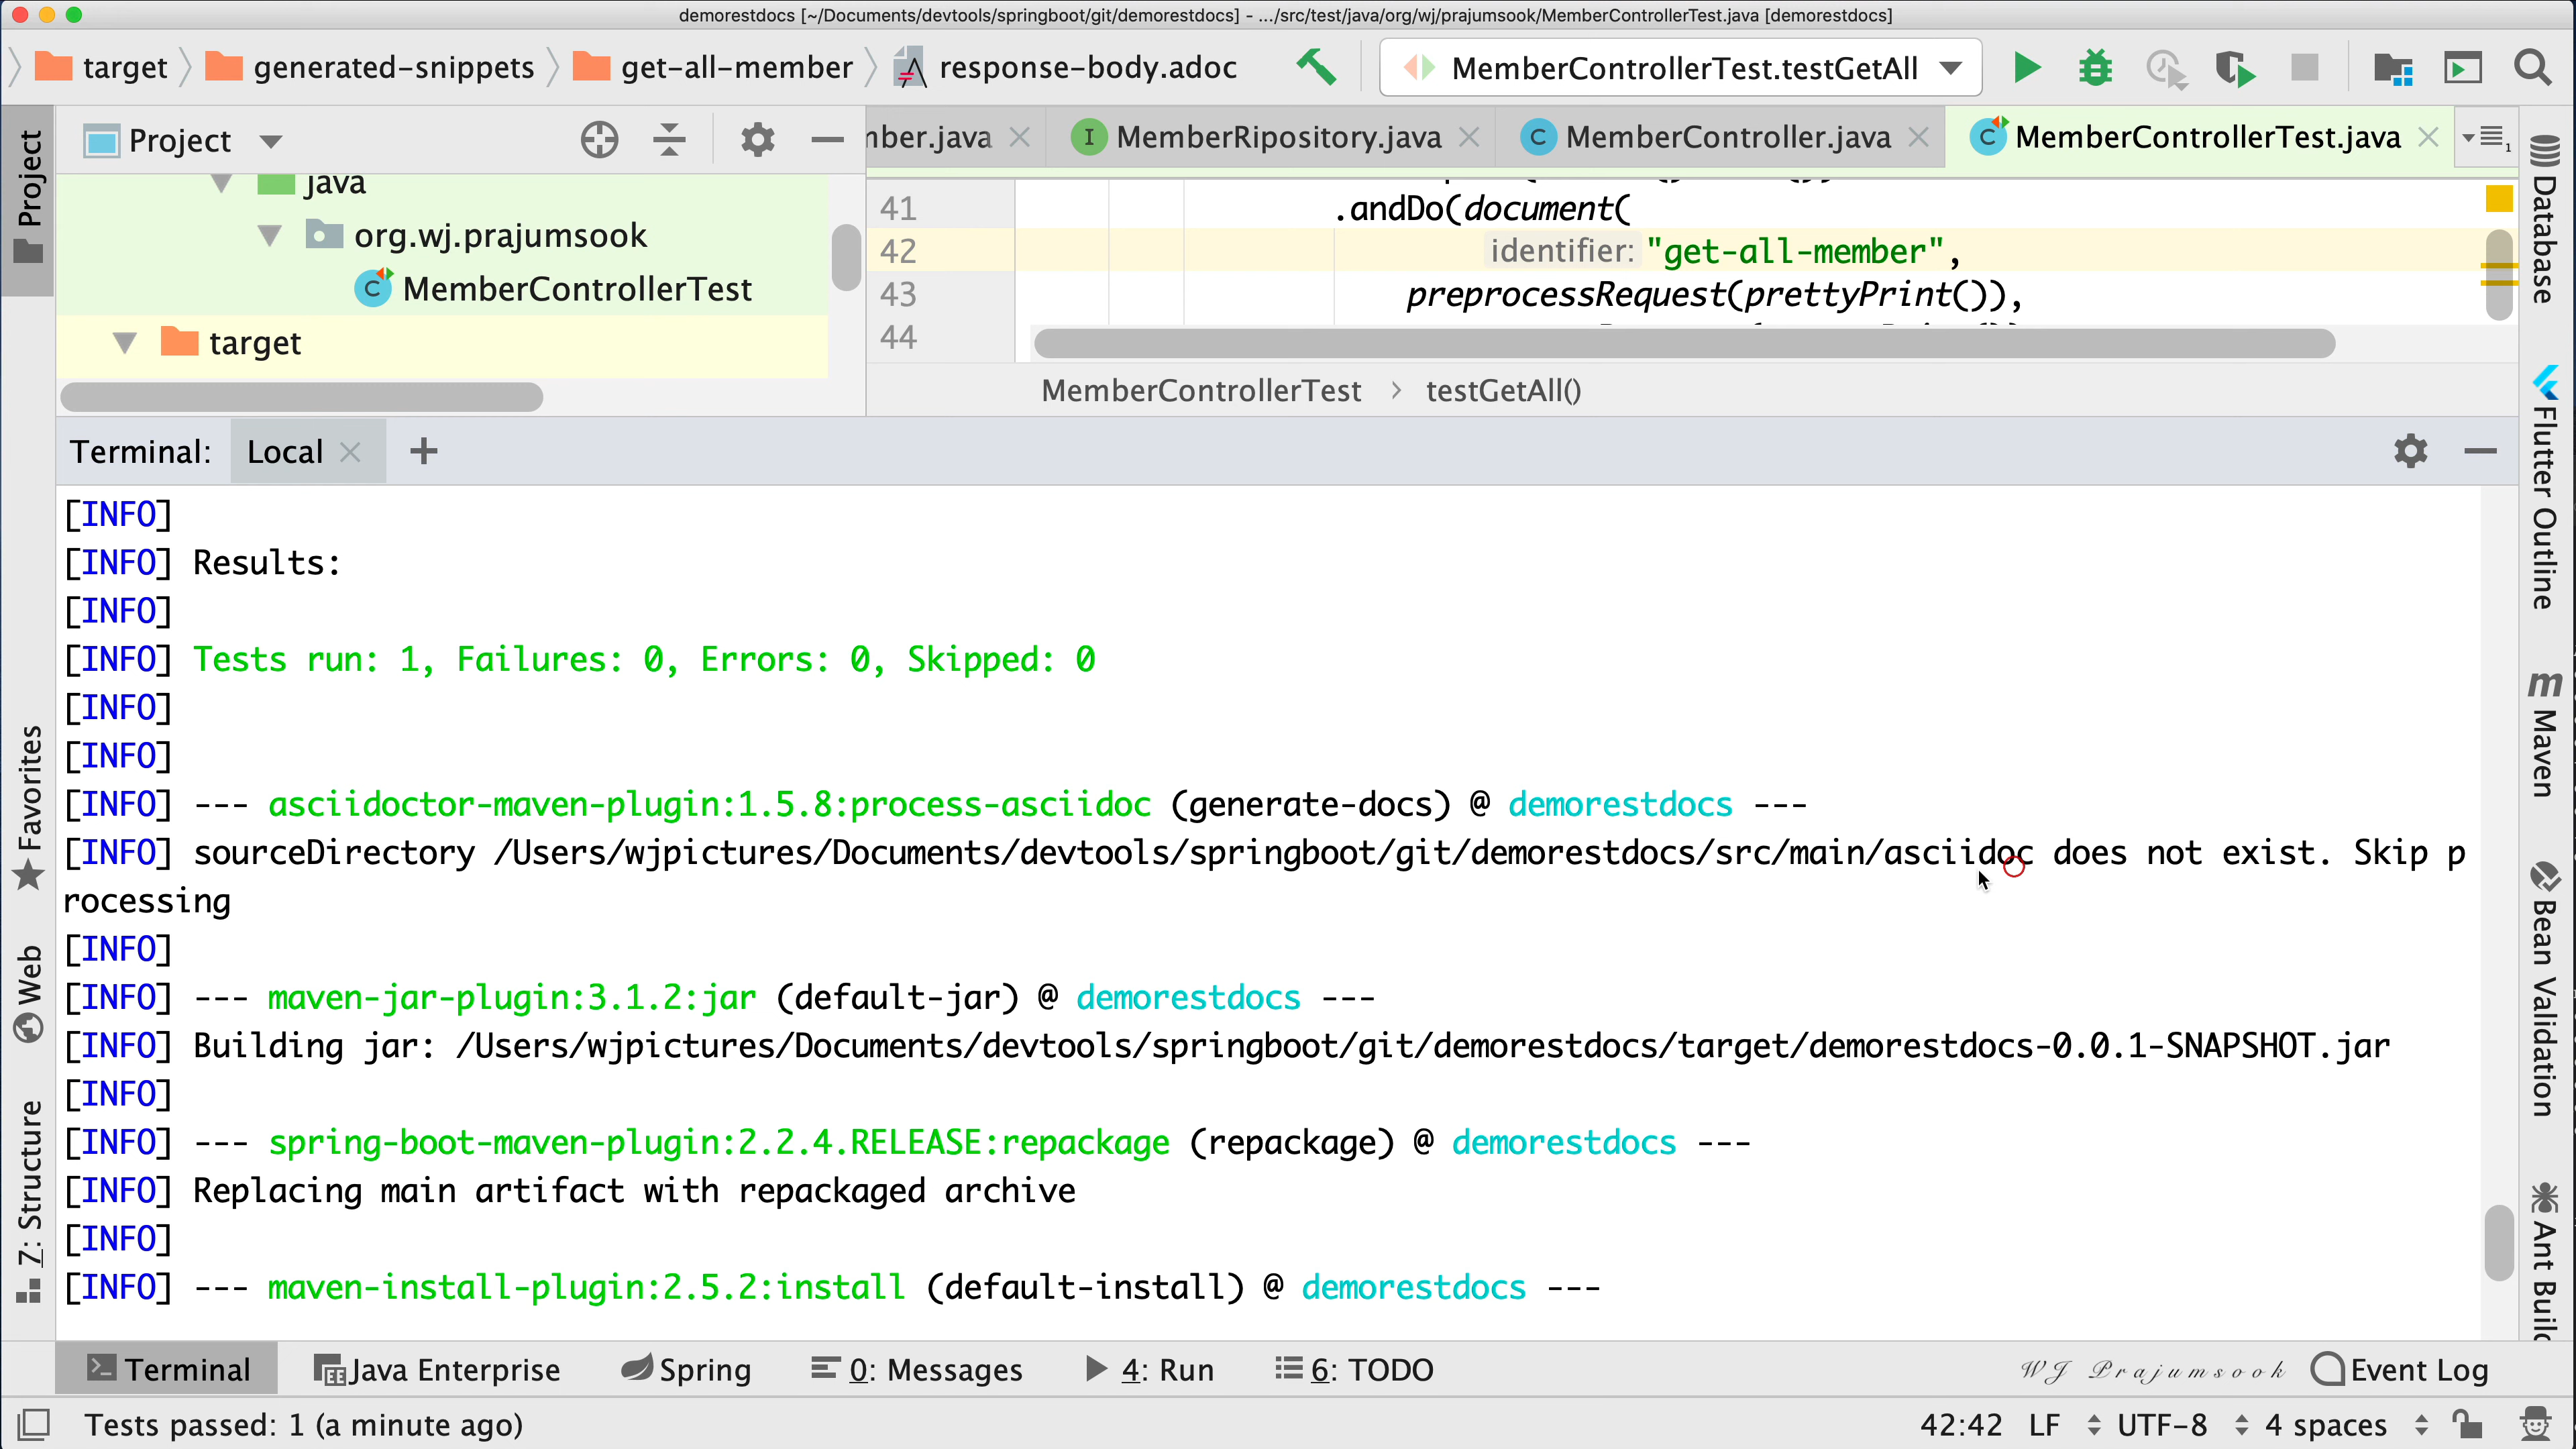 demorestdocs [~/Documents/devtools/springboot/git/demorestdocs] - .../src/test/java/org/wj/prajumsook/MemberControllerTest.java [demorestdocs]
target generated-snippets get-all-member response-body.adoc MemberControllerTest.testGetAll
Project
Project
mber.java MemberRipository.java MemberController.java MemberControllerTest.java
1
java
org.wj.prajumsook
MemberControllerTest
target
41 .andDo(document(
42 identifier: "get-all-member",
43 preprocessRequest(prettyPrint()),
44
MemberControllerTest > testGetAll()
Terminal: Local
[INFO]
[INFO] Results:
[INFO]
[INFO] Tests run: 1, Failures: 0, Errors: 0, Skipped: 0
[INFO]
[INFO]
[INFO] --- asciidoctor-maven-plugin:1.5.8:process-asciidoc (generate-docs) @ demorestdocs ---
[INFO] sourceDirectory /Users/wjpictures/Documents/devtools/springboot/git/demorestdocs/src/main/asciidoc does not exist. Skip p
rocessing
[INFO]
[INFO] --- maven-jar-plugin:3.1.2:jar (default-jar) @ demorestdocs ---
[INFO] Building jar: /Users/wjpictures/Documents/devtools/springboot/git/demorestdocs/target/demorestdocs-0.0.1-SNAPSHOT.jar
[INFO]
[INFO] --- spring-boot-maven-plugin:2.2.4.RELEASE:repackage (repackage) @ demorestdocs ---
[INFO] Replacing main artifact with repackaged archive
[INFO]
[INFO] --- maven-install-plugin:2.5.2:install (default-install) @ demorestdocs ---
Favorites
Web
7: Structure
Database
Flutter Outline
Maven
Bean Validation
Ant Build
Terminal Java Enterprise Spring 0: Messages 4: Run 6: TODO WJ Prajumsook Event Log
Tests passed: 1 (a minute ago) 42:42 LF UTF-8 4 spaces